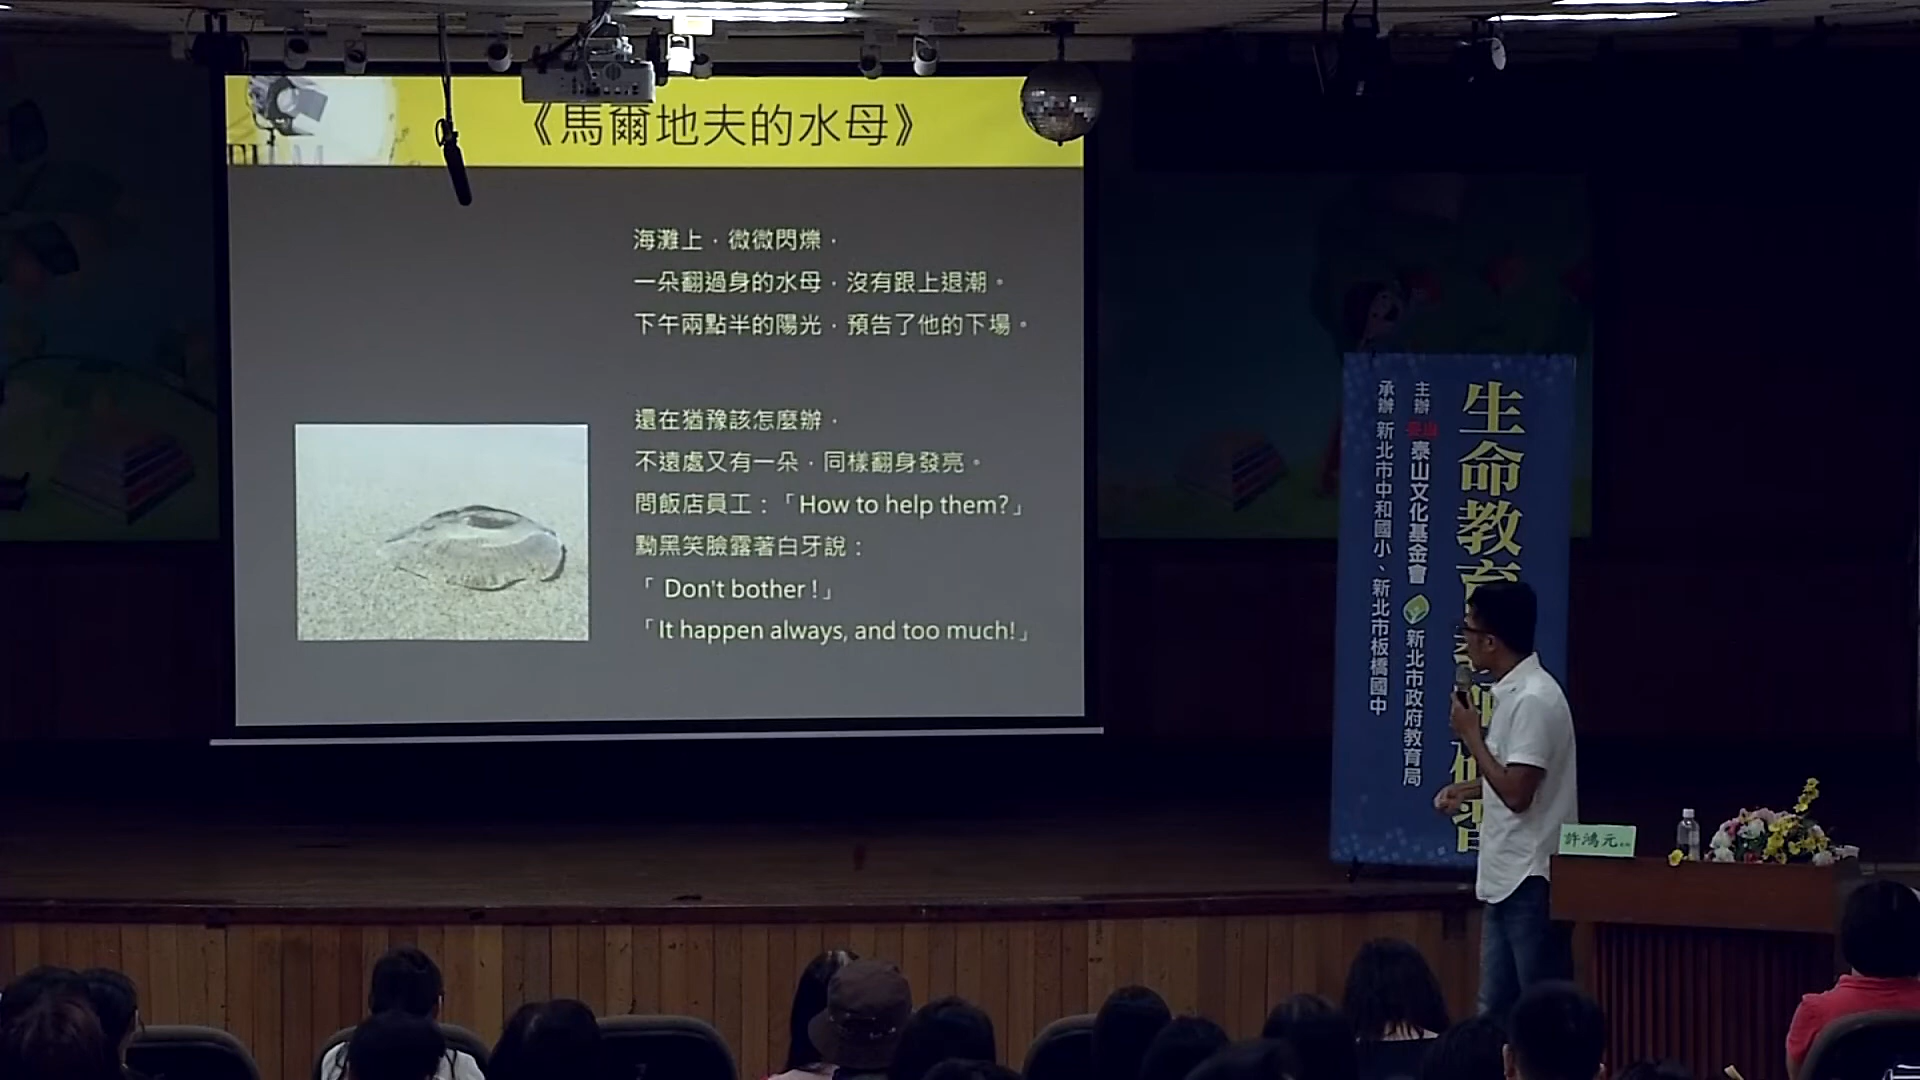 《馬爾地夫的水母》
海灘上，微微閃爍，
一朵翻過身的水母，沒有跟上退潮。
下午兩點半的陽光，預告了他的下場。
還在猶豫該怎麼辦，
不遠處又有一朵，同樣翻身發亮。
問飯店員工：「How to help them?」
黝黑笑臉露著白牙說：
「 Don't bother !」
「It happen always, and too much!」
生命教育
主辦 泰山 泰山文化基金會 新北市政府教育局
承辦 新北市中和國小、新北市板橋國中
許鴻元